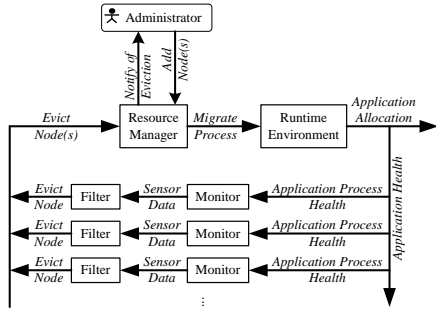 Administrator
Notify of
Eviction
Add
Node(s)
Evict
Node(s)
Resource
Manager
Migrate
Process
Runtime
Environment
Application
Allocation
Application Health
Evict
Node
Filter
Sensor
Data
Monitor
Application Process
Health
Evict
Node
Filter
Sensor
Data
Monitor
Application Process
Health
Evict
Node
Filter
Sensor
Data
Monitor
Application Process
Health
...